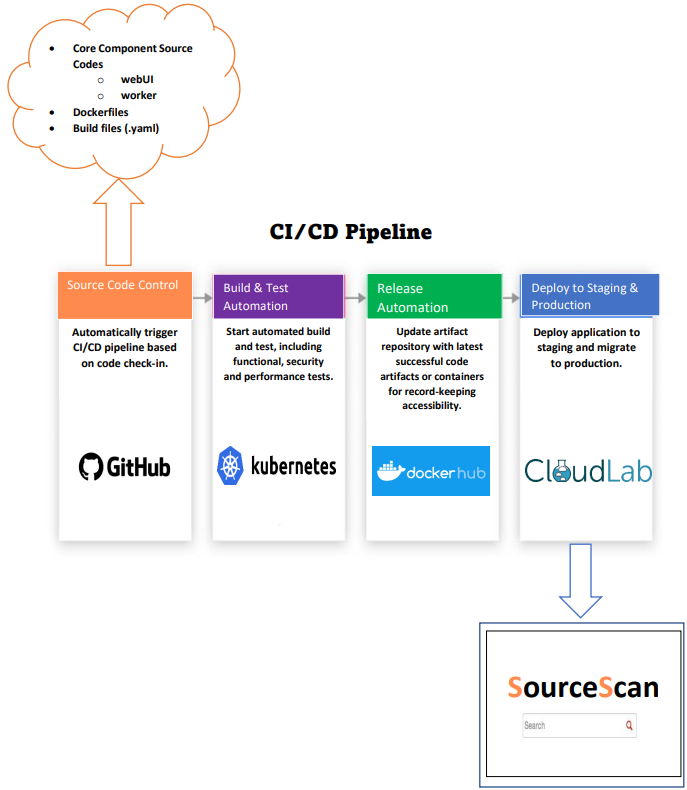 • Core Component Source
Codes
o webUI
o worker
• Dockerfiles
• Build files (.yaml)
CI/CD Pipeline
Source Code Control
Automatically trigger
CI/CD pipeline based
on code check-in.
GitHub
Build & Test
Automation
Start automated build
and test, including
functional, security
and performance tests.
kubernetes
Release
Automation
Update artifact
repository with latest
successful code
artifacts or containers
for record-keeping
accessibility.
dockerhub
Deploy to Staging &
Production
Deploy application to
staging and migrate
to production.
CloudLab
SourceScan
Search